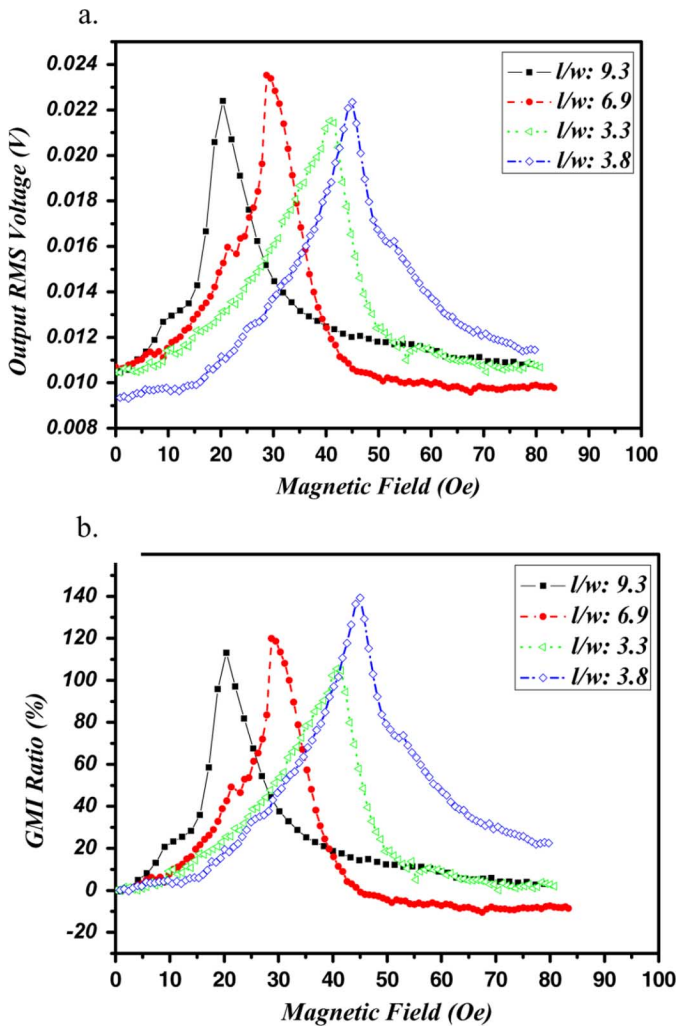 a.
0.024
0.022
0.020
0.018
0.016
0.014
0.012
0.010
0.008
Output RMS Voltage (V)
l/w: 9.3
l/w: 6.9
l/w: 3.3
l/w: 3.8
0 10 20 30 40 50 60 70 80 90 100
Magnetic Field (Oe)
b.
140
120
100
80
60
40
20
0
-20
GMI Ratio (%)
l/w: 9.3
l/w: 6.9
l/w: 3.3
l/w: 3.8
0 10 20 30 40 50 60 70 80 90 100
Magnetic Field (Oe)